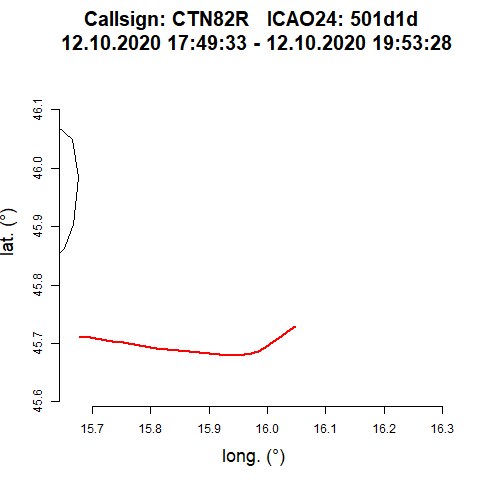 Callsign: CTN82R   ICAO24: 501d1d
12.10.2020 17:49:33 - 12.10.2020 19:53:28
46.1
46.0
45.9
45.8
45.7
45.6
lat. (°)
15.7 15.8 15.9 16.0 16.1 16.2 16.3
long. (°)